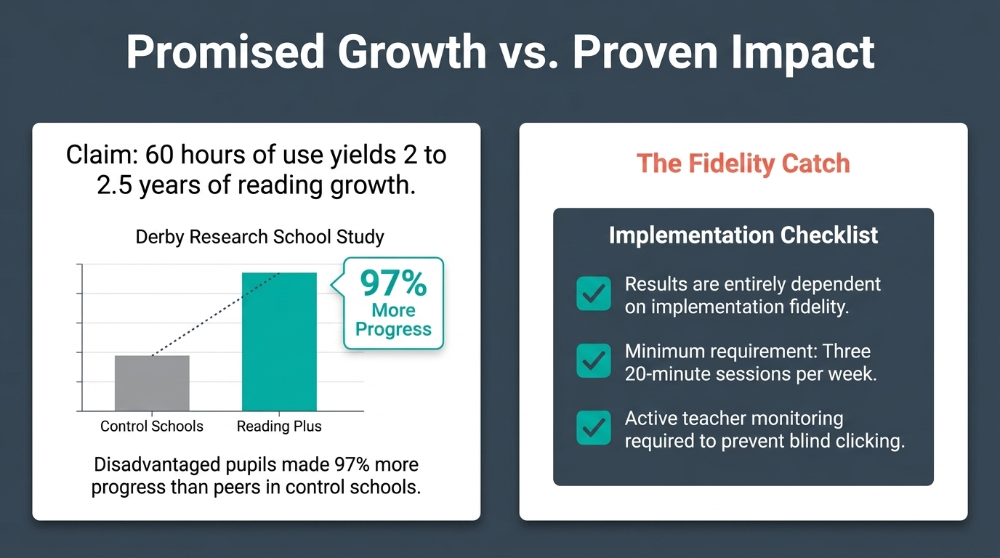 Promised Growth vs. Proven Impact
Claim: 60 hours of use yields 2 to
2.5 years of reading growth.
Derby Research School Study
97%
More
Progress
Control Schools
Reading Plus
Disadvantaged pupils made 97% more
progress than peers in control schools.
The Fidelity Catch
Implementation Checklist
Results are entirely dependent
on implementation fidelity.
Minimum requirement: Three
20-minute sessions per week.
Active teacher monitoring
required to prevent blind clicking.